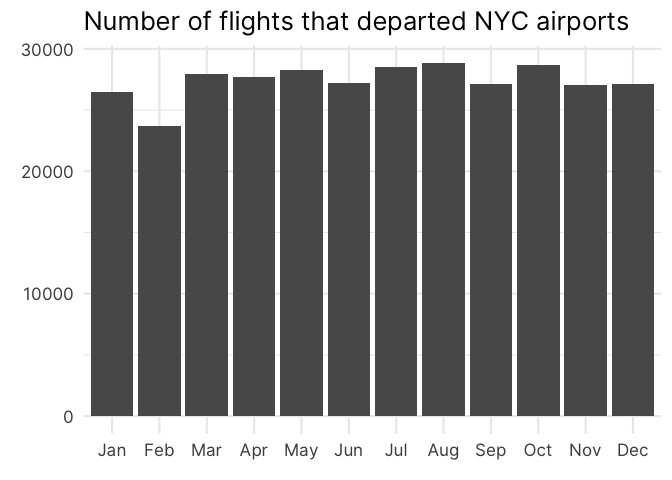 Number of flights that departed NYC airports
30000
20000
10000
0
Jan Feb Mar Apr May Jun Jul Aug Sep Oct Nov Dec